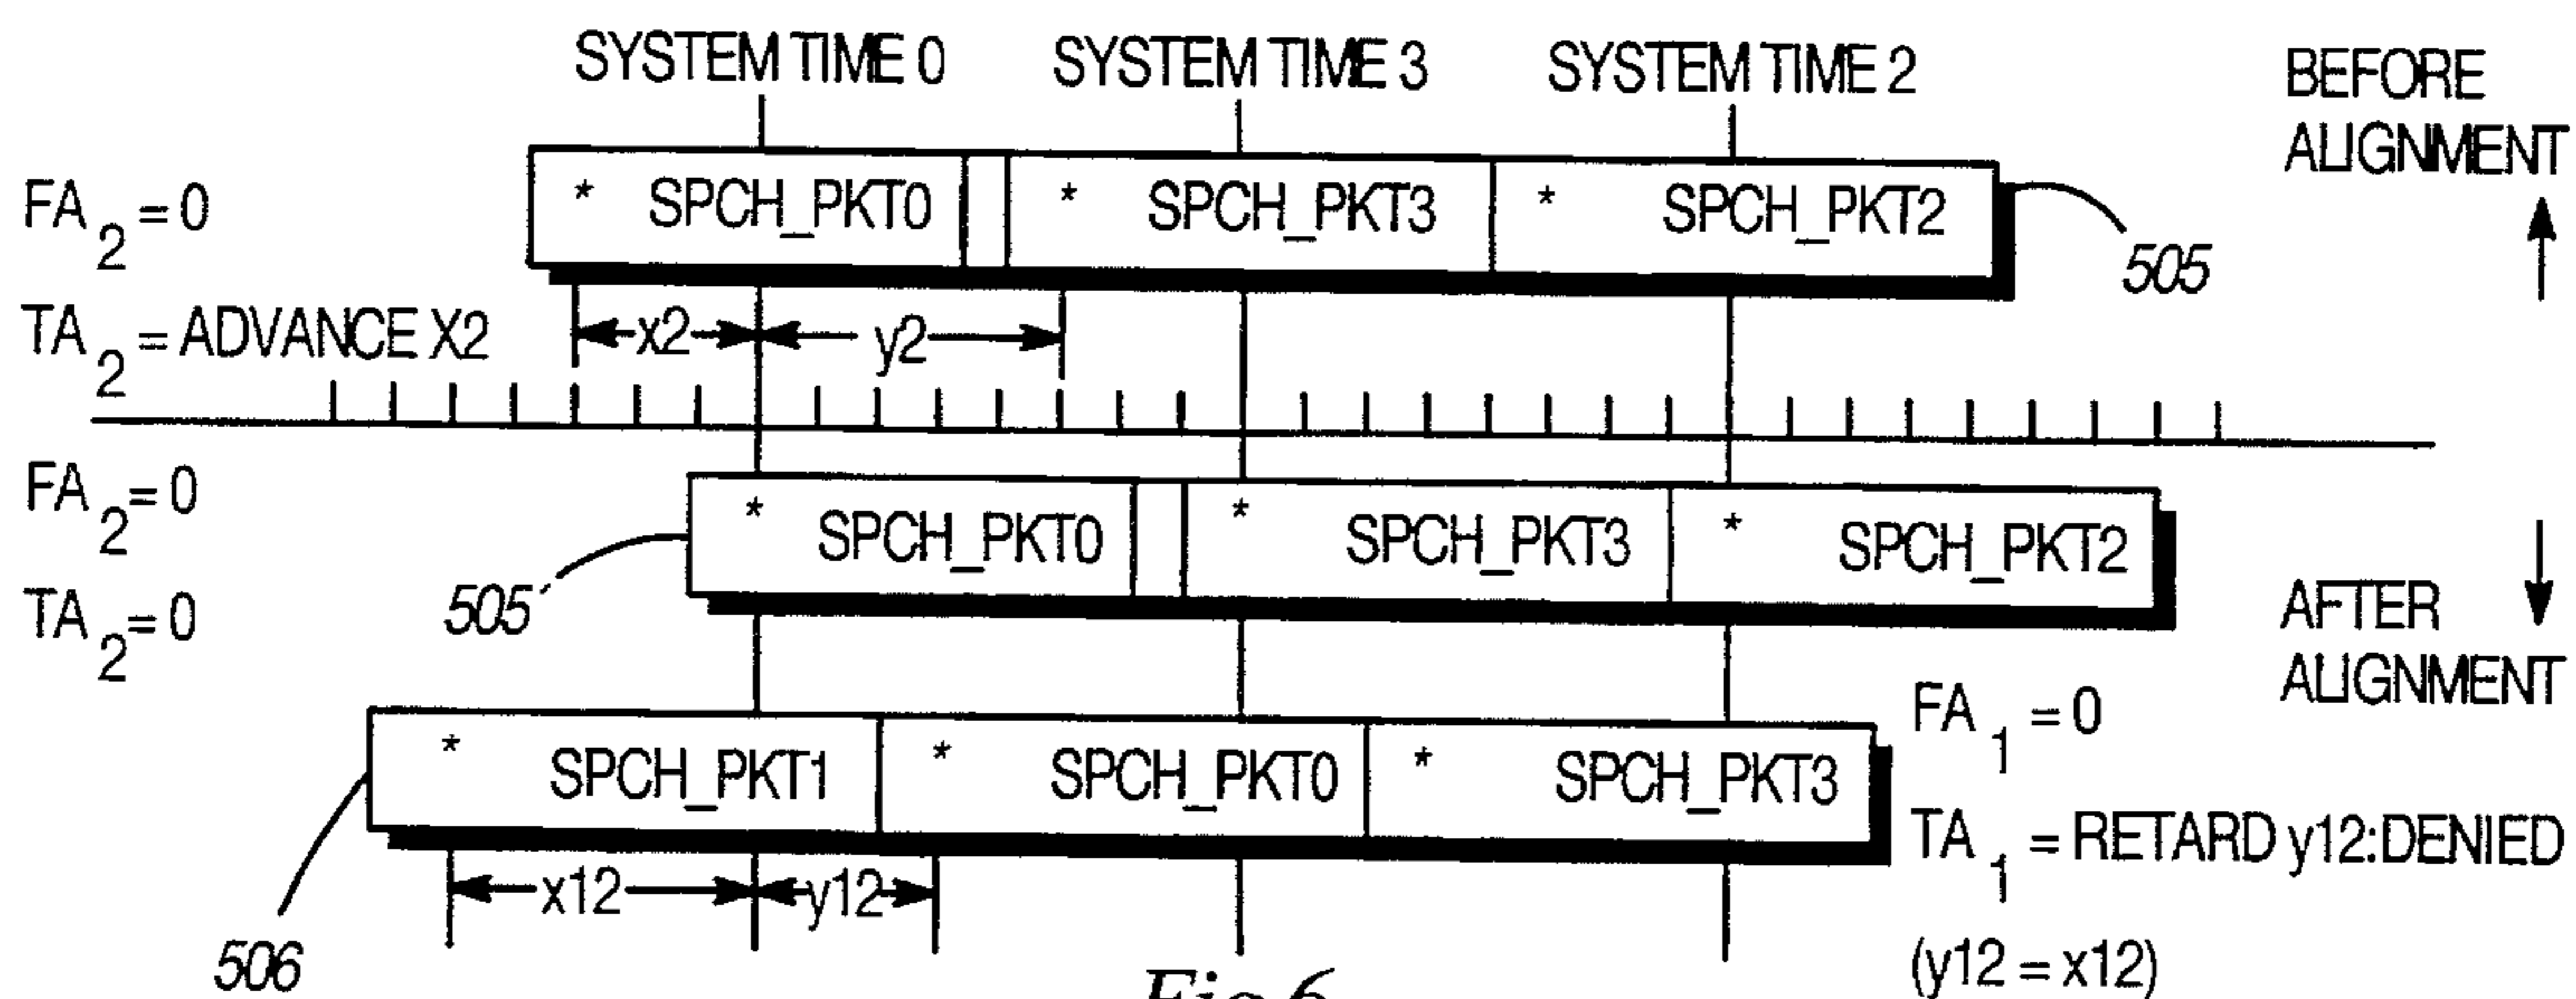 SYSTEM TIME 0 SYSTEM TIME 3 SYSTEM TIME 2
BEFORE
ALIGNMENT
FA2 = 0
* SPCH_PKT0 * SPCH_PKT3 * SPCH_PKT2
505
TA2 = ADVANCE X2
x2 y2
FA2 = 0
* SPCH_PKT0 * SPCH_PKT3 * SPCH_PKT2
505'
TA2 = 0
AFTER
ALIGNMENT
* SPCH_PKT1 * SPCH_PKT0 * SPCH_PKT3
FA1 = 0
TA1 = RETARD y12:DENIED
x12 y12
506
(y12 = x12)
Fig.6